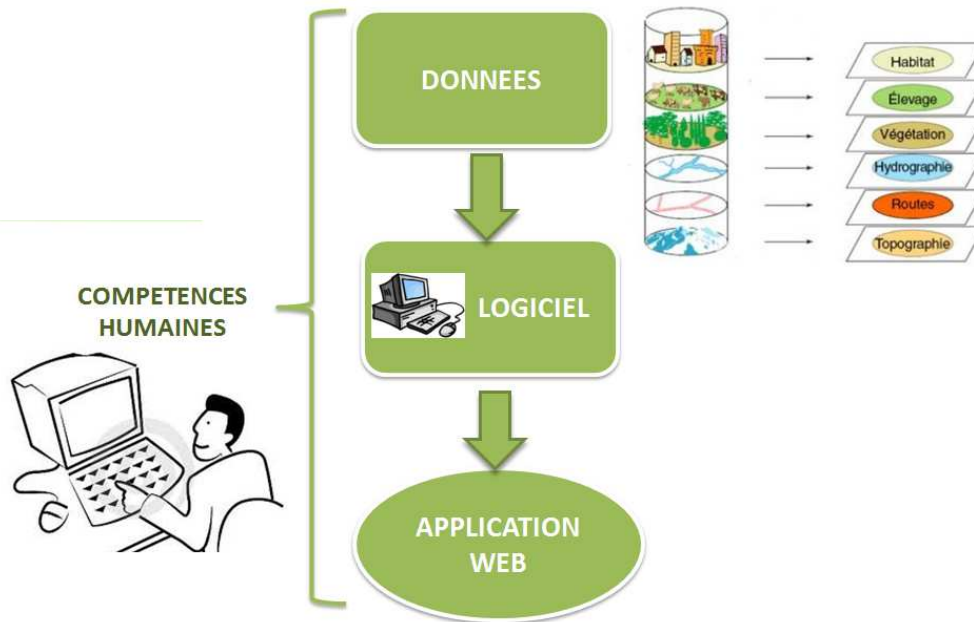 DONNEES
Habitat
Élevage
Végétation
Hydrographie
Routes
Topographie
COMPETENCES
HUMAINES
LOGICIEL
APPLICATION
WEB